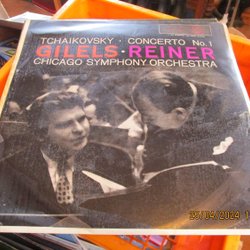 TCHAIKOVSKY · CONCERTO No. 1
GILELS · REINER
CHICAGO SYMPHONY ORCHESTRA